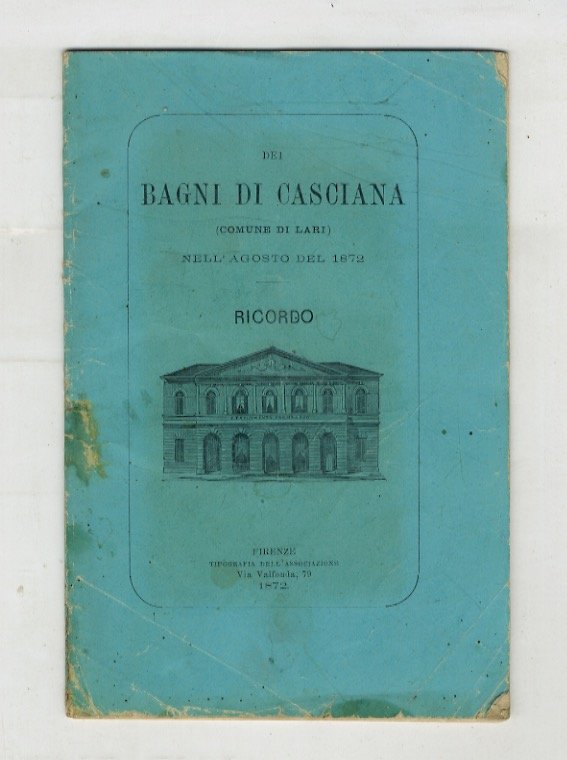 DEI
BAGNI DI CASCIANA
(COMUNE DI LARI)
NELL'AGOSTO DEL 1872
RICORDO
FIRENZE
TIPOGRAFIA DELL'ASSOCIAZIONE
Via Valfonda, 79
1872.